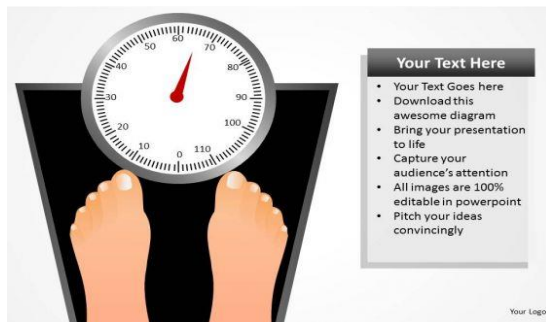 60
50
70
40
80
30
90
20
100
10
110
0
Your Text Here
• Your Text Goes here
• Download this
awesome diagram
• Bring your presentation
to life
• Capture your
audience's attention
• All images are 100%
editable in powerpoint
• Pitch your ideas
convincingly
Your Logo